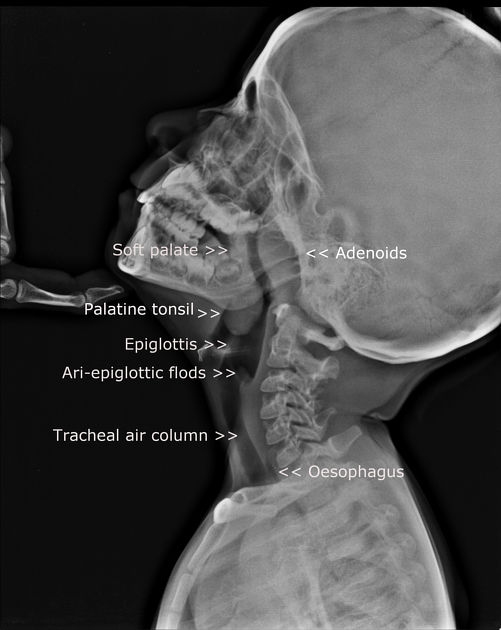 Soft palate >>
<< Adenoids
Palatine tonsil >>
Epiglottis >>
Ari-epiglottic flods >>
Tracheal air column >>
<< Oesophagus